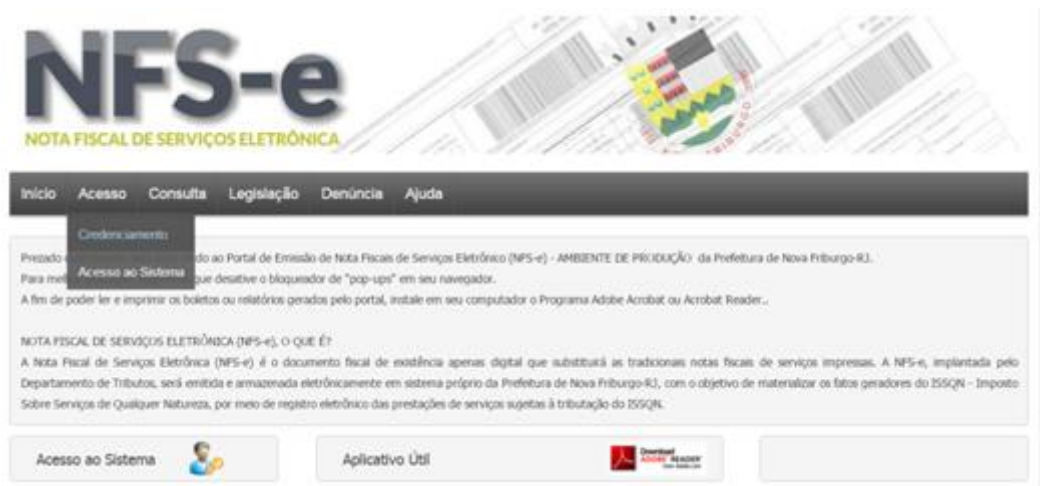 NFS-e
NOTA FISCAL DE SERVIÇOS ELETRÔNICA
FRIBURGO
Início Acesso Consulta Legislação Denúncia Ajuda
Credenciamento
Acesso ao Sistema
Prezado ao Portal de Emissão de Nota Fiscais de Serviços Eletrônico (NFS-e) - AMBIENTE DE PRODUÇÃO da Prefeitura de Nova Friburgo-RJ.
Para que desative o bloqueador de "pop-ups" em seu navegador.
A fim de poder ler e imprimir os boletos ou relatórios gerados pelo portal, instale em seu computador o Programa Adobe Acrobat ou Acrobat Reader..
NOTA FISCAL DE SERVIÇOS ELETRÔNICA (NFS-e), O QUE É?
A Nota Fiscal de Serviços Eletrônica (NFS-e) é o documento fiscal de existência apenas digital que substituirá as tradicionais notas fiscais de serviços impressas. A NFS-e, implantada pelo
Departamento de Tributos, será emitida e armazenada eletrônicamente em sistema próprio da Prefeitura de Nova Friburgo-RJ, com o objetivo de materializar os fatos geradores do ISSQN - Imposto
Sobre Serviços de Qualquer Natureza, por meio de registro eletrônico das prestações de serviços sujeitas à tributação do ISSQN.
Acesso ao Sistema
Aplicativo Útil
Download
ADOBE READER